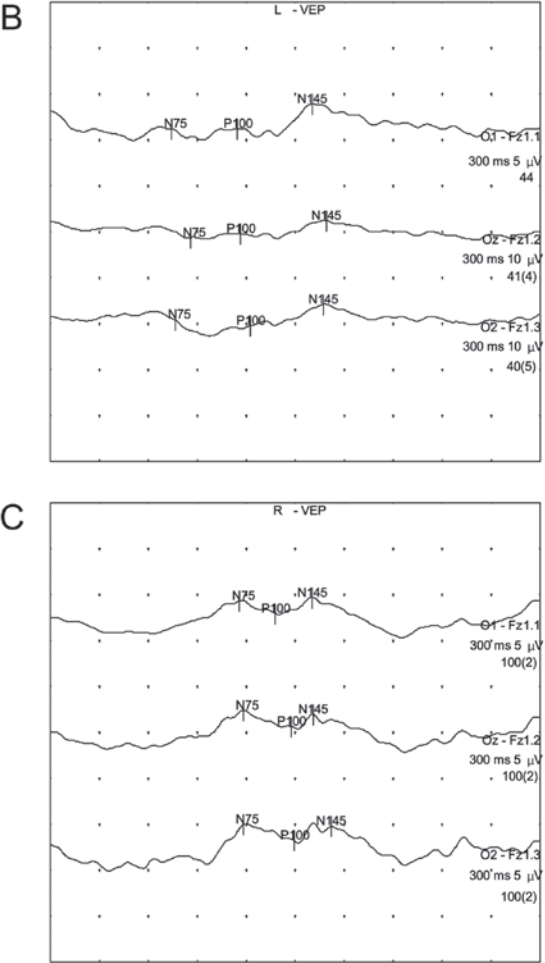 B
L - VEP
N75 P100 N145
O1 - Fz1.1
300 ms 5 µV
44
N75 P100 N145
Oz - Fz1.2
300 ms 10 µV
41(4)
N75 P100 N145
O2 - Fz1.3
300 ms 10 µV
40(5)
C
R - VEP
N75 P100 N145
O1 - Fz1.1
300 ms 5 µV
100(2)
N75 P100 N145
Oz - Fz1.2
300 ms 5 µV
100(2)
N75 P100 N145
O2 - Fz1.3
300 ms 5 µV
100(2)